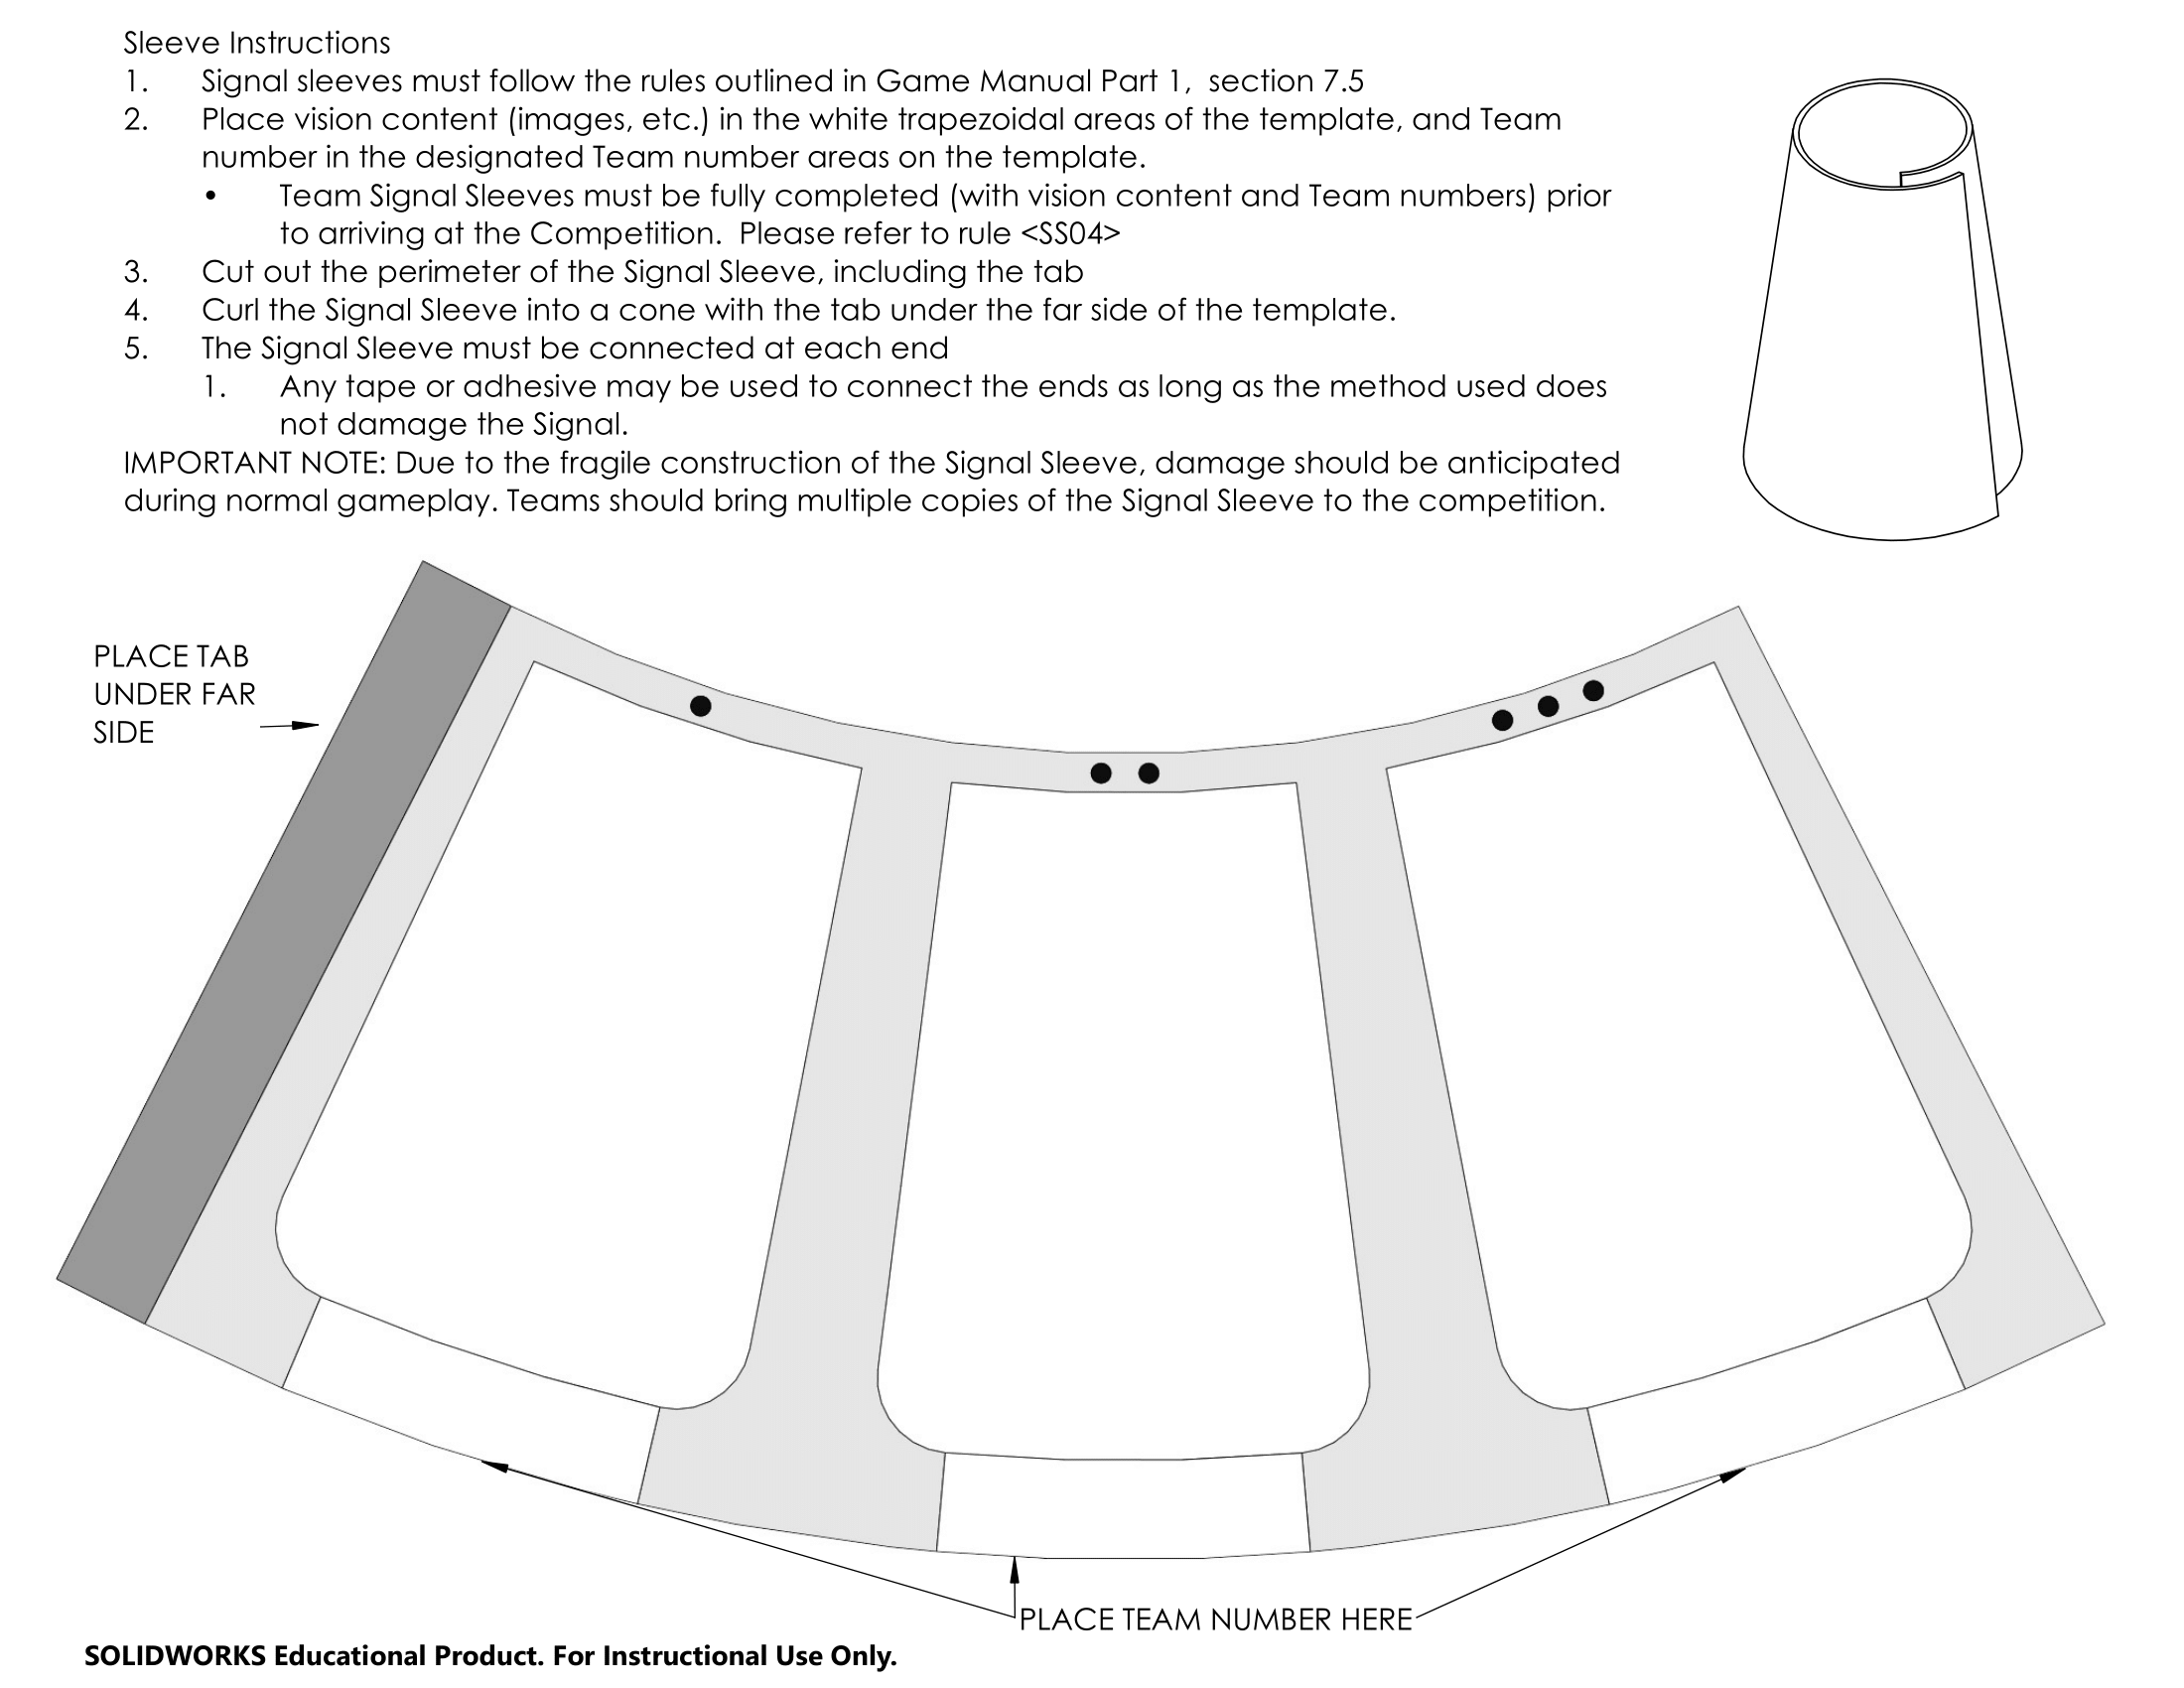 Sleeve Instructions
1. Signal sleeves must follow the rules outlined in Game Manual Part 1, section 7.5
2. Place vision content (images, etc.) in the white trapezoidal areas of the template, and Team
number in the designated Team number areas on the template.
• Team Signal Sleeves must be fully completed (with vision content and Team numbers) prior
to arriving at the Competition. Please refer to rule <SS04>
3. Cut out the perimeter of the Signal Sleeve, including the tab
4. Curl the Signal Sleeve into a cone with the tab under the far side of the template.
5. The Signal Sleeve must be connected at each end
1. Any tape or adhesive may be used to connect the ends as long as the method used does
not damage the Signal.
IMPORTANT NOTE: Due to the fragile construction of the Signal Sleeve, damage should be anticipated
during normal gameplay. Teams should bring multiple copies of the Signal Sleeve to the competition.
PLACE TAB
UNDER FAR
SIDE
PLACE TEAM NUMBER HERE
SOLIDWORKS Educational Product. For Instructional Use Only.